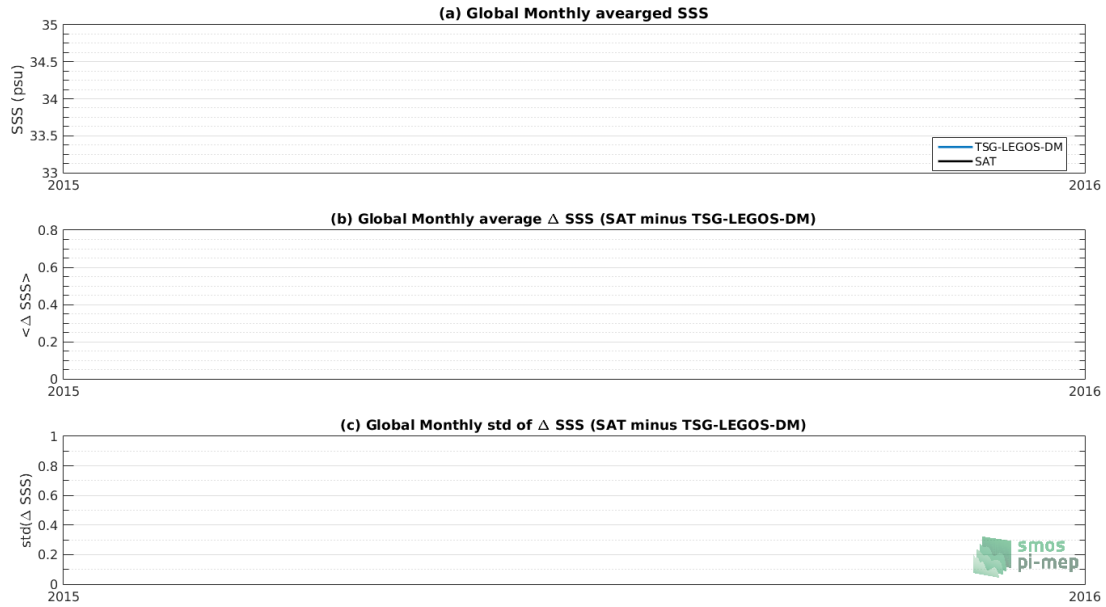 (a) Global Monthly avearged SSS
SSS (psu)
35
34.5
34
33.5
33
2015
2016
TSG-LEGOS-DM
SAT
(b) Global Monthly average Δ SSS (SAT minus TSG-LEGOS-DM)
<Δ SSS>
0.8
0.6
0.4
0.2
0
2015
2016
(c) Global Monthly std of Δ SSS (SAT minus TSG-LEGOS-DM)
std(Δ SSS)
1
0.8
0.6
0.4
0.2
0
2015
2016
smos
pi-mep